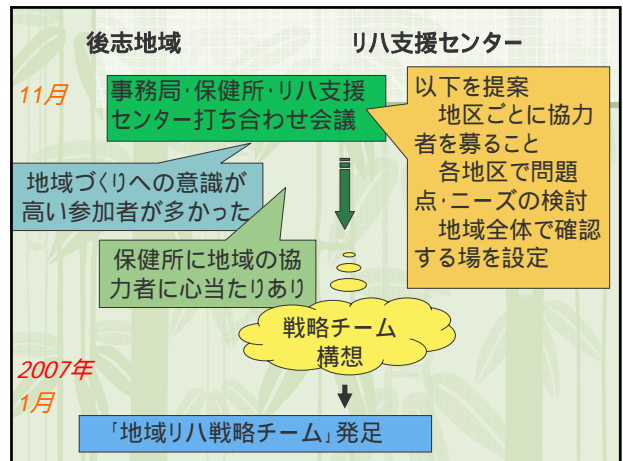 後志地域
リハ支援センター
11月
事務局・保健所・リハ支援
センター打ち合わせ会議
以下を提案
地区ごとに協力
者を募ること
各地区で問題
点・ニーズの検討
地域全体で確認
する場を設定
地域づくりへの意識が
高い参加者が多かった
保健所に地域の協
力者に心当たりあり
戦略チーム
構想
2007年
1月
「地域リハ戦略チーム」発足